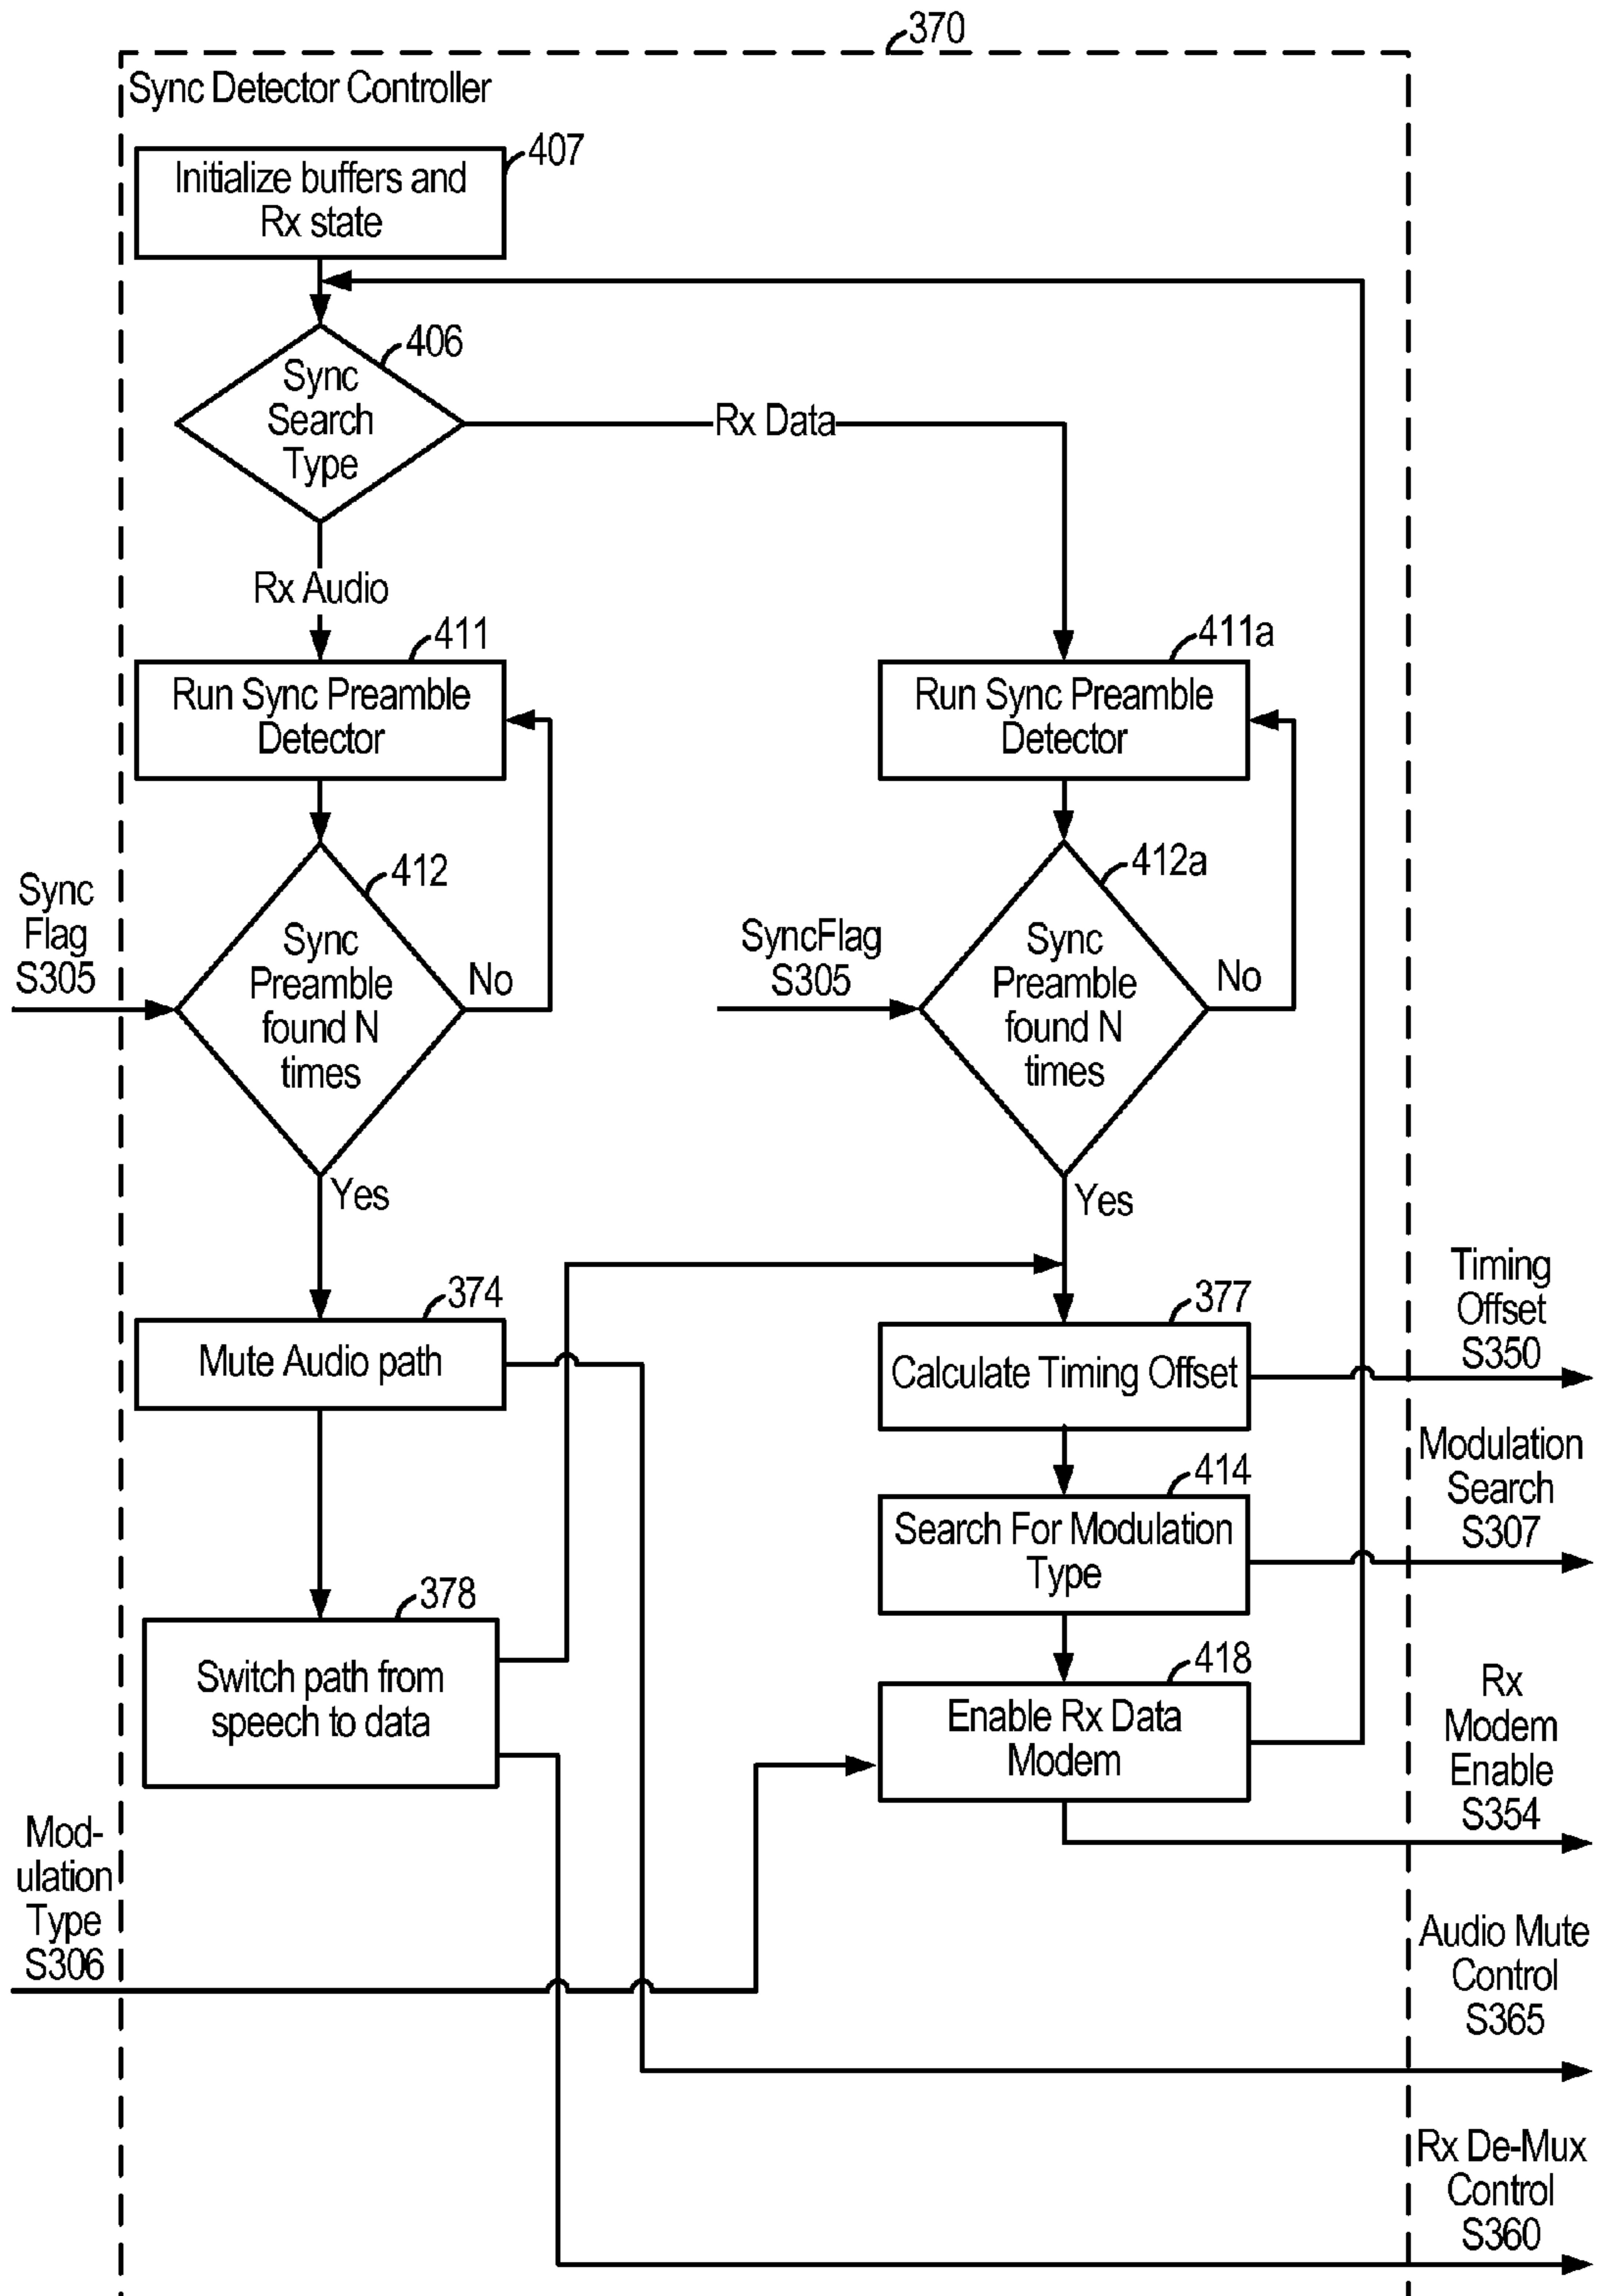 370
Sync Detector Controller
407
Initialize buffers and
Rx state
406
Sync
Search
Type
Rx Data
Rx Audio
411
Run Sync Preamble
Detector
411a
Run Sync Preamble
Detector
Sync
Flag
S305
412
Sync
Preamble
found N
times
No
Yes
SyncFlag
S305
412a
Sync
Preamble
found N
times
No
Yes
374
Mute Audio path
377
Calculate Timing Offset
Timing
Offset
S350
414
Search For Modulation
Type
Modulation
Search
S307
378
Switch path from
speech to data
418
Enable Rx Data
Modem
Rx
Modem
Enable
S354
Mod-
ulation
Type
S306
Audio Mute
Control
S365
Rx De-Mux
Control
S360